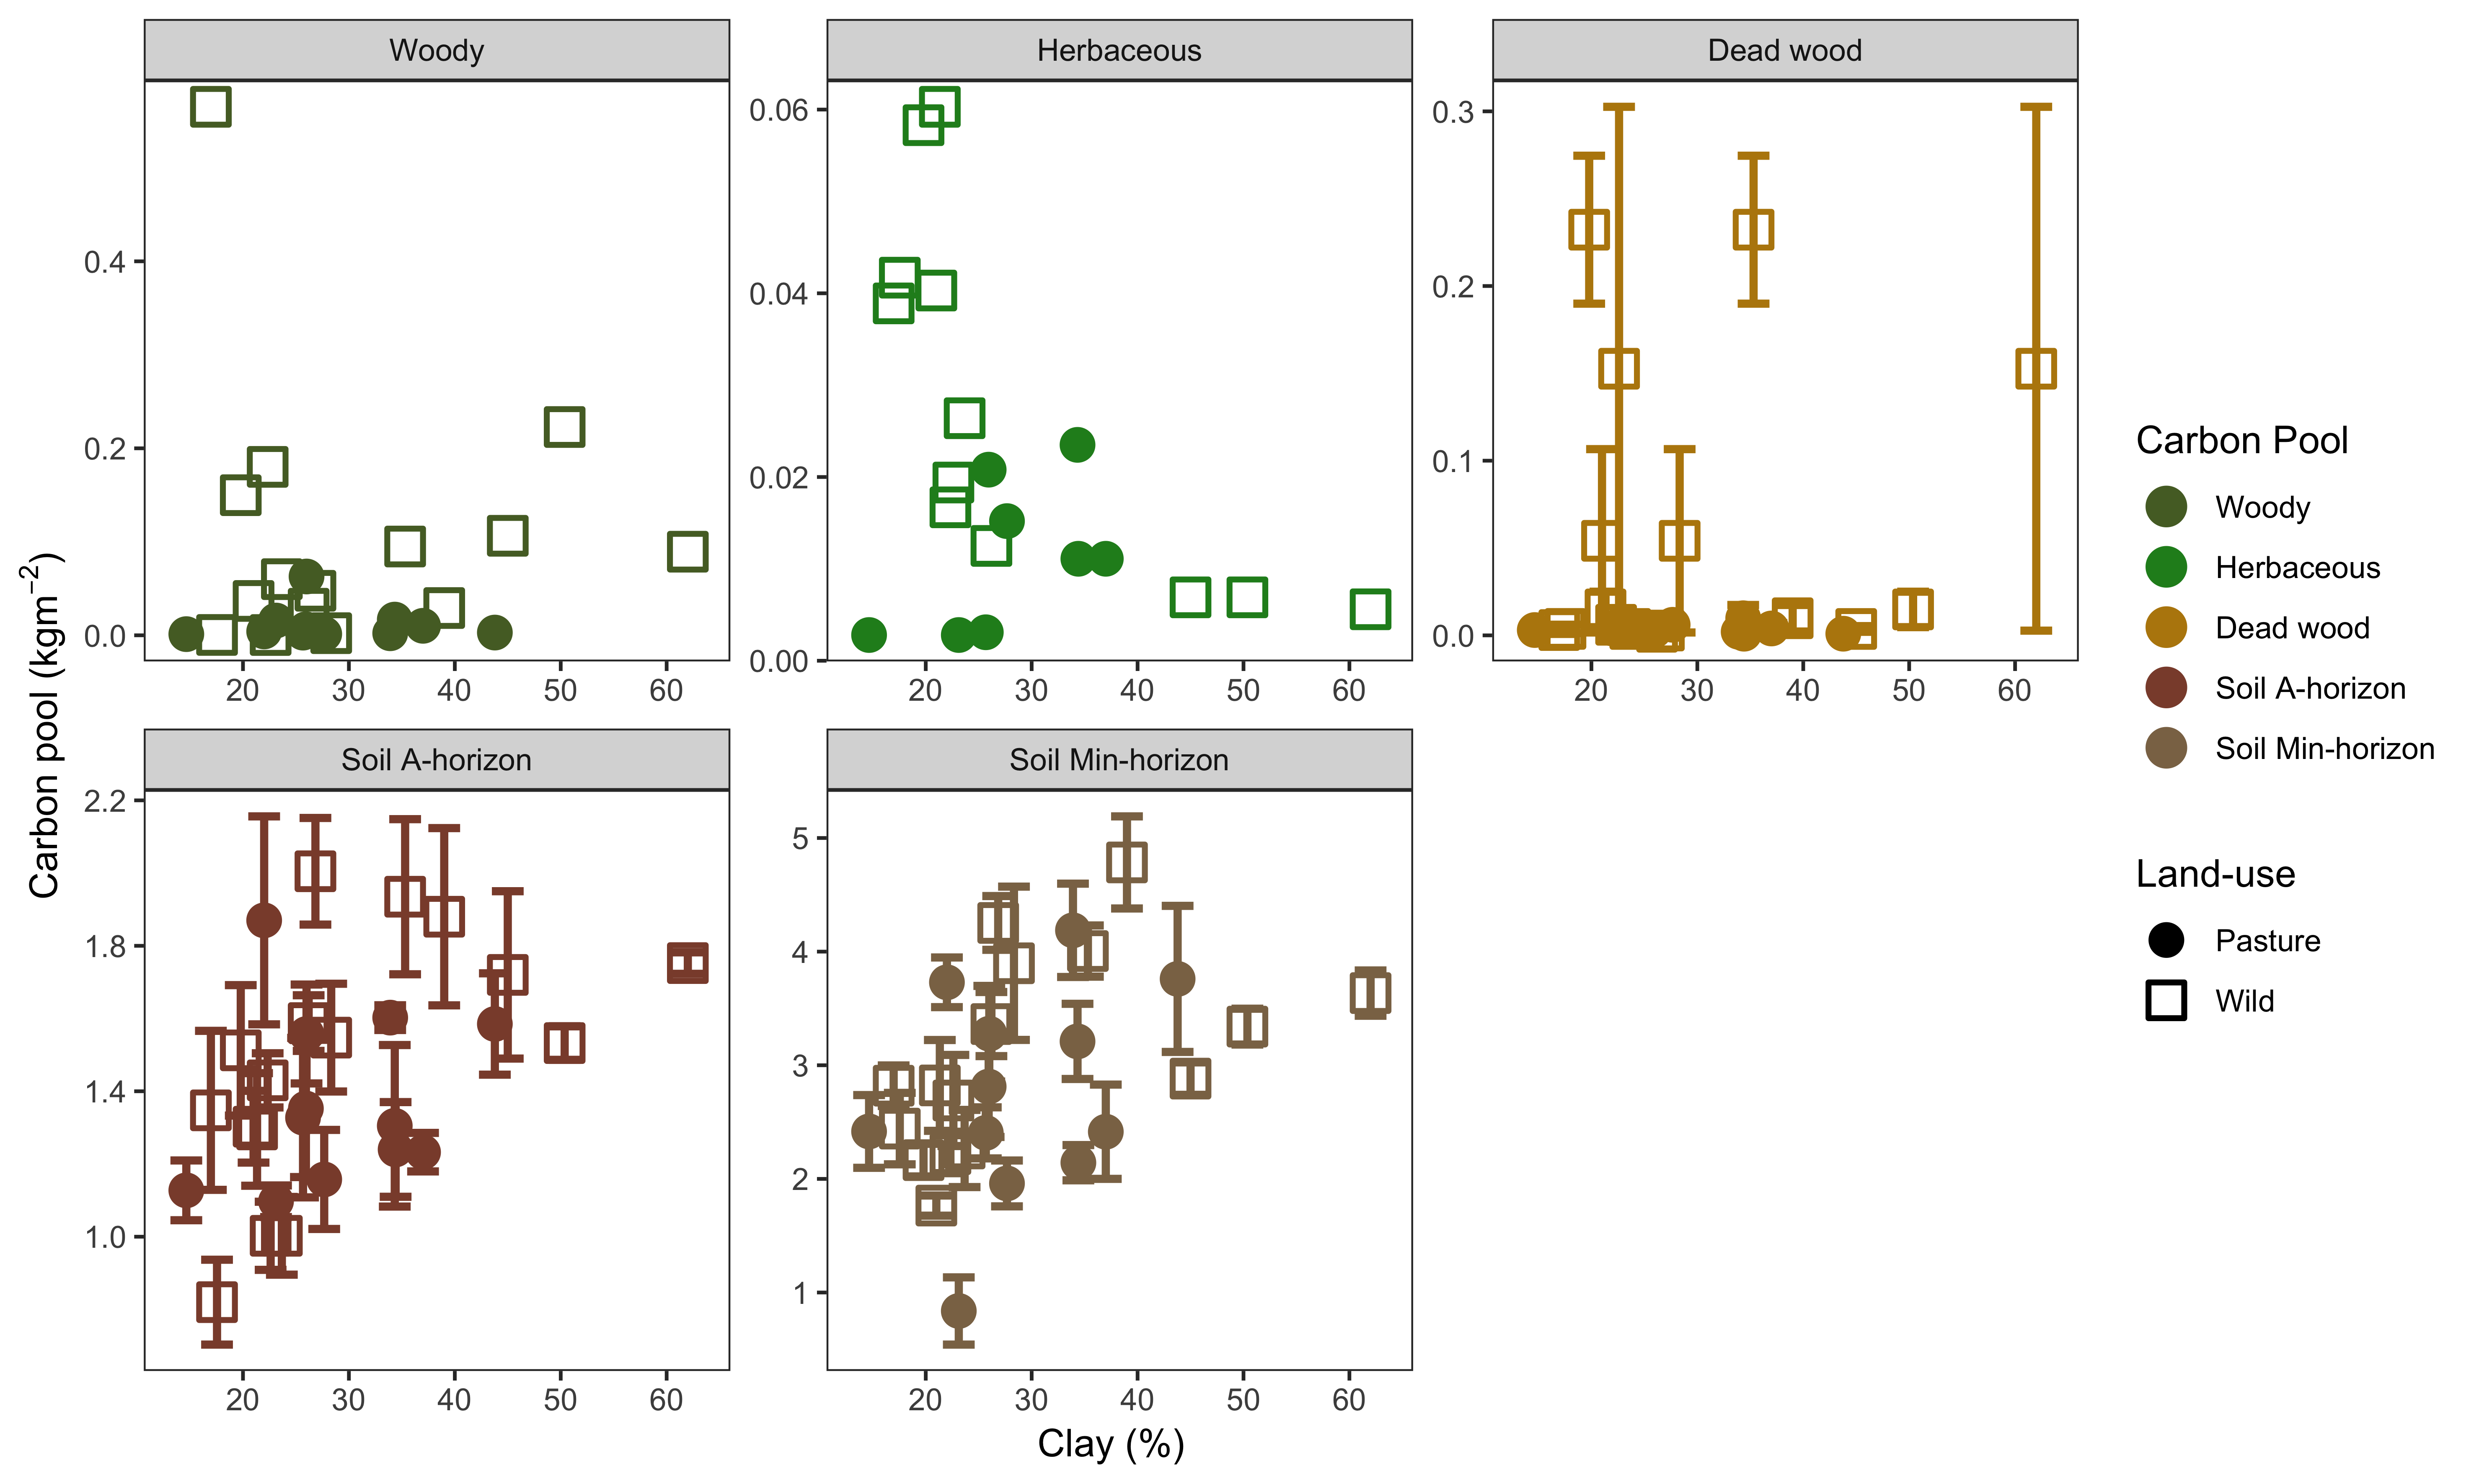 Woody
Herbaceous
Dead wood
0.4
0.2
0.0
20 30 40 50 60
0.06
0.04
0.02
0.00
20 30 40 50 60
0.3
0.2
0.1
0.0
20 30 40 50 60
Carbon pool (kgm⁻²)
Soil A-horizon
Soil Min-horizon
2.2
1.8
1.4
1.0
20 30 40 50 60
5
4
3
2
1
20 30 40 50 60
Clay (%)
Carbon Pool
Woody
Herbaceous
Dead wood
Soil A-horizon
Soil Min-horizon
Land-use
Pasture
Wild